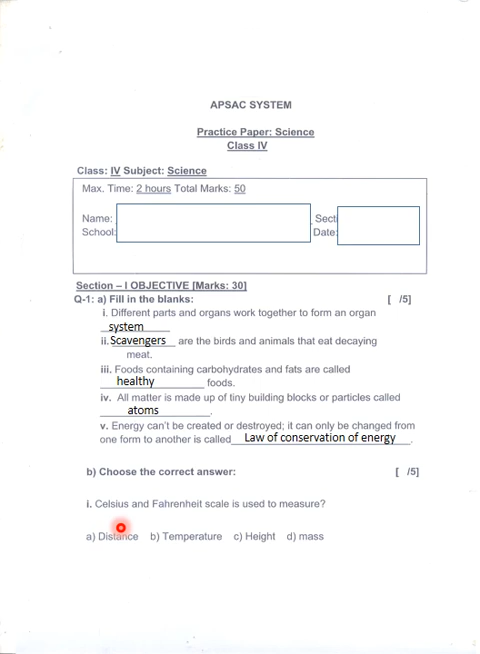 APSAC SYSTEM
Practice Paper: Science
Class IV
Class: IV Subject: Science
Max. Time: 2 hours Total Marks: 50
Name: Secti
School: Date:
Section – I OBJECTIVE [Marks: 30]
Q-1: a) Fill in the blanks: [ /5]
i. Different parts and organs work together to form an organ
system
ii. Scavengers are the birds and animals that eat decaying
meat.
iii. Foods containing carbohydrates and fats are called
healthy foods.
iv. All matter is made up of tiny building blocks or particles called
atoms.
v. Energy can't be created or destroyed; it can only be changed from
one form to another is called Law of conservation of energy.
b) Choose the correct answer: [ /5]
i. Celsius and Fahrenheit scale is used to measure?
a) Distance b) Temperature c) Height d) mass